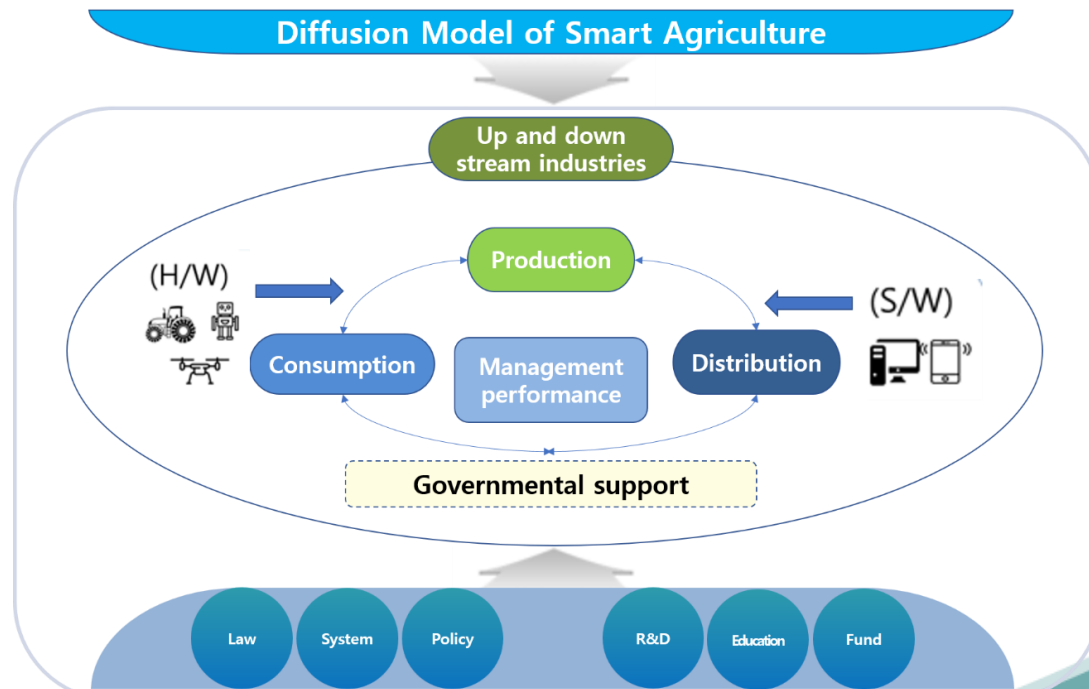 Diffusion Model of Smart Agriculture
Up and down
stream industries
Production
(H/W)
(S/W)
Consumption
Management
performance
Distribution
Governmental support
Law
System
Policy
R&D
Education
Fund